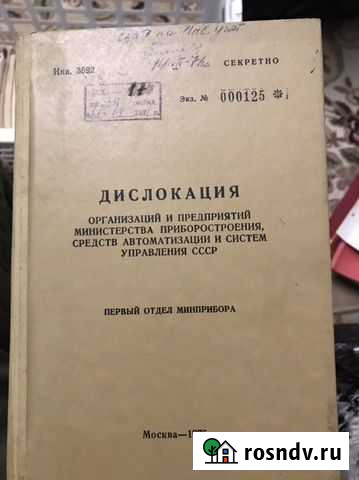 Инв. 3692
СЕКРЕТНО
Экз. № 000125 *
ДИСЛОКАЦИЯ
ОРГАНИЗАЦИЙ И ПРЕДПРИЯТИЙ
МИНИСТЕРСТВА ПРИБОРОСТРОЕНИЯ,
СРЕДСТВ АВТОМАТИЗАЦИИ И СИСТЕМ
УПРАВЛЕНИЯ СССР
ПЕРВЫЙ ОТДЕЛ МИНПРИБОРА
Москва—
rosndv.ru